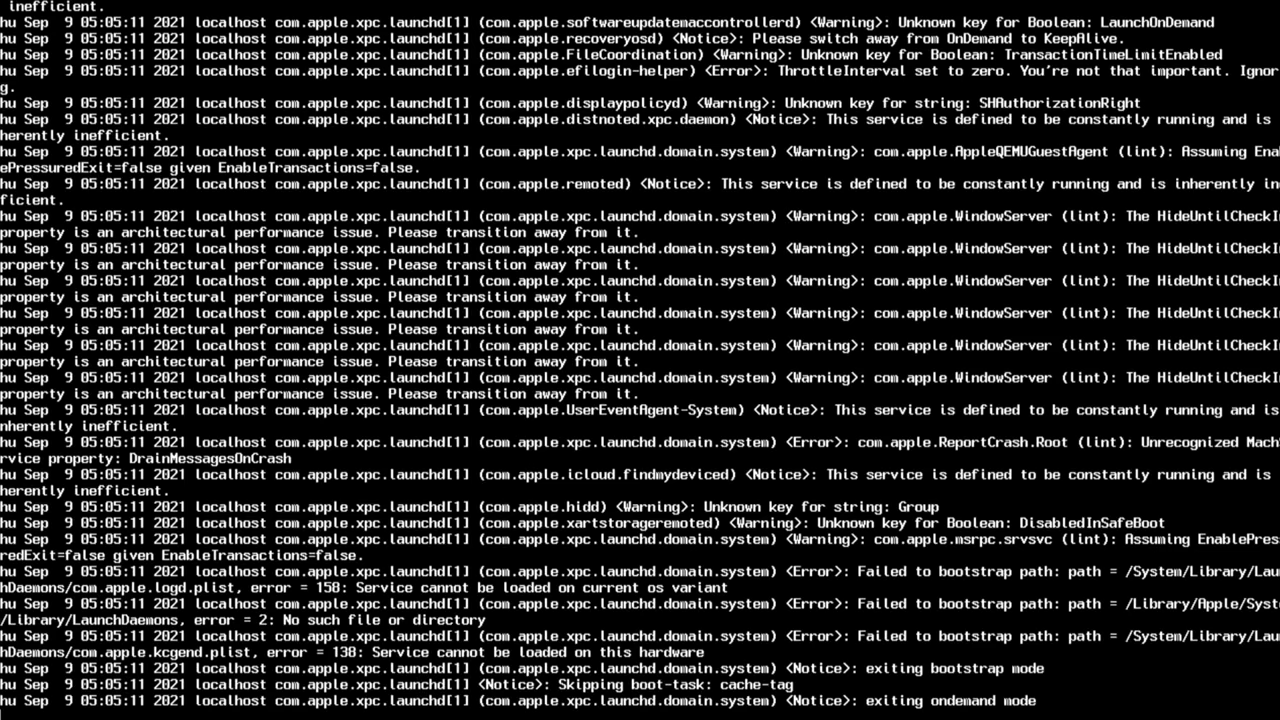 inefficient.
hu Sep  9 05:05:11 2021 localhost com.apple.xpc.launchd[1] (com.apple.softwareupdatemaccontrollerd) <Warning>: Unknown key for Boolean: LaunchOnDemand
hu Sep  9 05:05:11 2021 localhost com.apple.xpc.launchd[1] (com.apple.recoveryosd) <Notice>: Please switch away from OnDemand to KeepAlive.
hu Sep  9 05:05:11 2021 localhost com.apple.xpc.launchd[1] (com.apple.FileCoordination) <Warning>: Unknown key for Boolean: TransactionTimeLimitEnabled
hu Sep  9 05:05:11 2021 localhost com.apple.xpc.launchd[1] (com.apple.efilogin-helper) <Error>: ThrottleInterval set to zero. You're not that important. Ignor
g.
hu Sep  9 05:05:11 2021 localhost com.apple.xpc.launchd[1] (com.apple.displaypolicyd) <Warning>: Unknown key for string: SHAuthorizationRight
hu Sep  9 05:05:11 2021 localhost com.apple.xpc.launchd[1] (com.apple.distnoted.xpc.daemon) <Notice>: This service is defined to be constantly running and is
herently inefficient.
hu Sep  9 05:05:11 2021 localhost com.apple.xpc.launchd[1] (com.apple.xpc.launchd.domain.system) <Warning>: com.apple.AppleQEMUGuestAgent (lint): Assuming Ena
ePressuredExit=false given EnableTransactions=false.
hu Sep  9 05:05:11 2021 localhost com.apple.xpc.launchd[1] (com.apple.remoted) <Notice>: This service is defined to be constantly running and is inherently in
ficient.
hu Sep  9 05:05:11 2021 localhost com.apple.xpc.launchd[1] (com.apple.xpc.launchd.domain.system) <Warning>: com.apple.WindowServer (lint): The HideUntilCheckI
property is an architectural performance issue. Please transition away from it.
hu Sep  9 05:05:11 2021 localhost com.apple.xpc.launchd[1] (com.apple.xpc.launchd.domain.system) <Warning>: com.apple.WindowServer (lint): The HideUntilCheckI
property is an architectural performance issue. Please transition away from it.
hu Sep  9 05:05:11 2021 localhost com.apple.xpc.launchd[1] (com.apple.xpc.launchd.domain.system) <Warning>: com.apple.WindowServer (lint): The HideUntilCheckI
property is an architectural performance issue. Please transition away from it.
hu Sep  9 05:05:11 2021 localhost com.apple.xpc.launchd[1] (com.apple.xpc.launchd.domain.system) <Warning>: com.apple.WindowServer (lint): The HideUntilCheckI
property is an architectural performance issue. Please transition away from it.
hu Sep  9 05:05:11 2021 localhost com.apple.xpc.launchd[1] (com.apple.xpc.launchd.domain.system) <Warning>: com.apple.WindowServer (lint): The HideUntilCheckI
property is an architectural performance issue. Please transition away from it.
hu Sep  9 05:05:11 2021 localhost com.apple.xpc.launchd[1] (com.apple.xpc.launchd.domain.system) <Warning>: com.apple.WindowServer (lint): The HideUntilCheckI
property is an architectural performance issue. Please transition away from it.
hu Sep  9 05:05:11 2021 localhost com.apple.xpc.launchd[1] (com.apple.UserEventAgent-System) <Notice>: This service is defined to be constantly running and is
nherently inefficient.
hu Sep  9 05:05:11 2021 localhost com.apple.xpc.launchd[1] (com.apple.xpc.launchd.domain.system) <Error>: com.apple.ReportCrash.Root (lint): Unrecognized Mach
rvice property: DrainMessagesOnCrash
hu Sep  9 05:05:11 2021 localhost com.apple.xpc.launchd[1] (com.apple.icloud.findmydeviced) <Notice>: This service is defined to be constantly running and is
herently inefficient.
hu Sep  9 05:05:11 2021 localhost com.apple.xpc.launchd[1] (com.apple.hidd) <Warning>: Unknown key for string: Group
hu Sep  9 05:05:11 2021 localhost com.apple.xpc.launchd[1] (com.apple.xartstorageremoted) <Warning>: Unknown key for Boolean: DisabledInSafeBoot
hu Sep  9 05:05:11 2021 localhost com.apple.xpc.launchd[1] (com.apple.xpc.launchd.domain.system) <Warning>: com.apple.msrpc.srvsvc (lint): Assuming EnablePres
redExit=false given EnableTransactions=false.
hu Sep  9 05:05:11 2021 localhost com.apple.xpc.launchd[1] (com.apple.xpc.launchd.domain.system) <Error>: Failed to bootstrap path: path = /System/Library/Lau
hDaemons/com.apple.logd.plist, error = 158: Service cannot be loaded on current os variant
hu Sep  9 05:05:11 2021 localhost com.apple.xpc.launchd[1] (com.apple.xpc.launchd.domain.system) <Error>: Failed to bootstrap path: path = /Library/Apple/Syst
/Library/LaunchDaemons, error = 2: No such file or directory
hu Sep  9 05:05:11 2021 localhost com.apple.xpc.launchd[1] (com.apple.xpc.launchd.domain.system) <Error>: Failed to bootstrap path: path = /System/Library/Lau
hDaemons/com.apple.kcgend.plist, error = 138: Service cannot be loaded on this hardware
hu Sep  9 05:05:11 2021 localhost com.apple.xpc.launchd[1] (com.apple.xpc.launchd.domain.system) <Notice>: exiting bootstrap mode
hu Sep  9 05:05:11 2021 localhost com.apple.xpc.launchd[1] <Notice>: Skipping boot-task: cache-tag
hu Sep  9 05:05:11 2021 localhost com.apple.xpc.launchd[1] (com.apple.xpc.launchd.domain.system) <Notice>: exiting ondemand mode